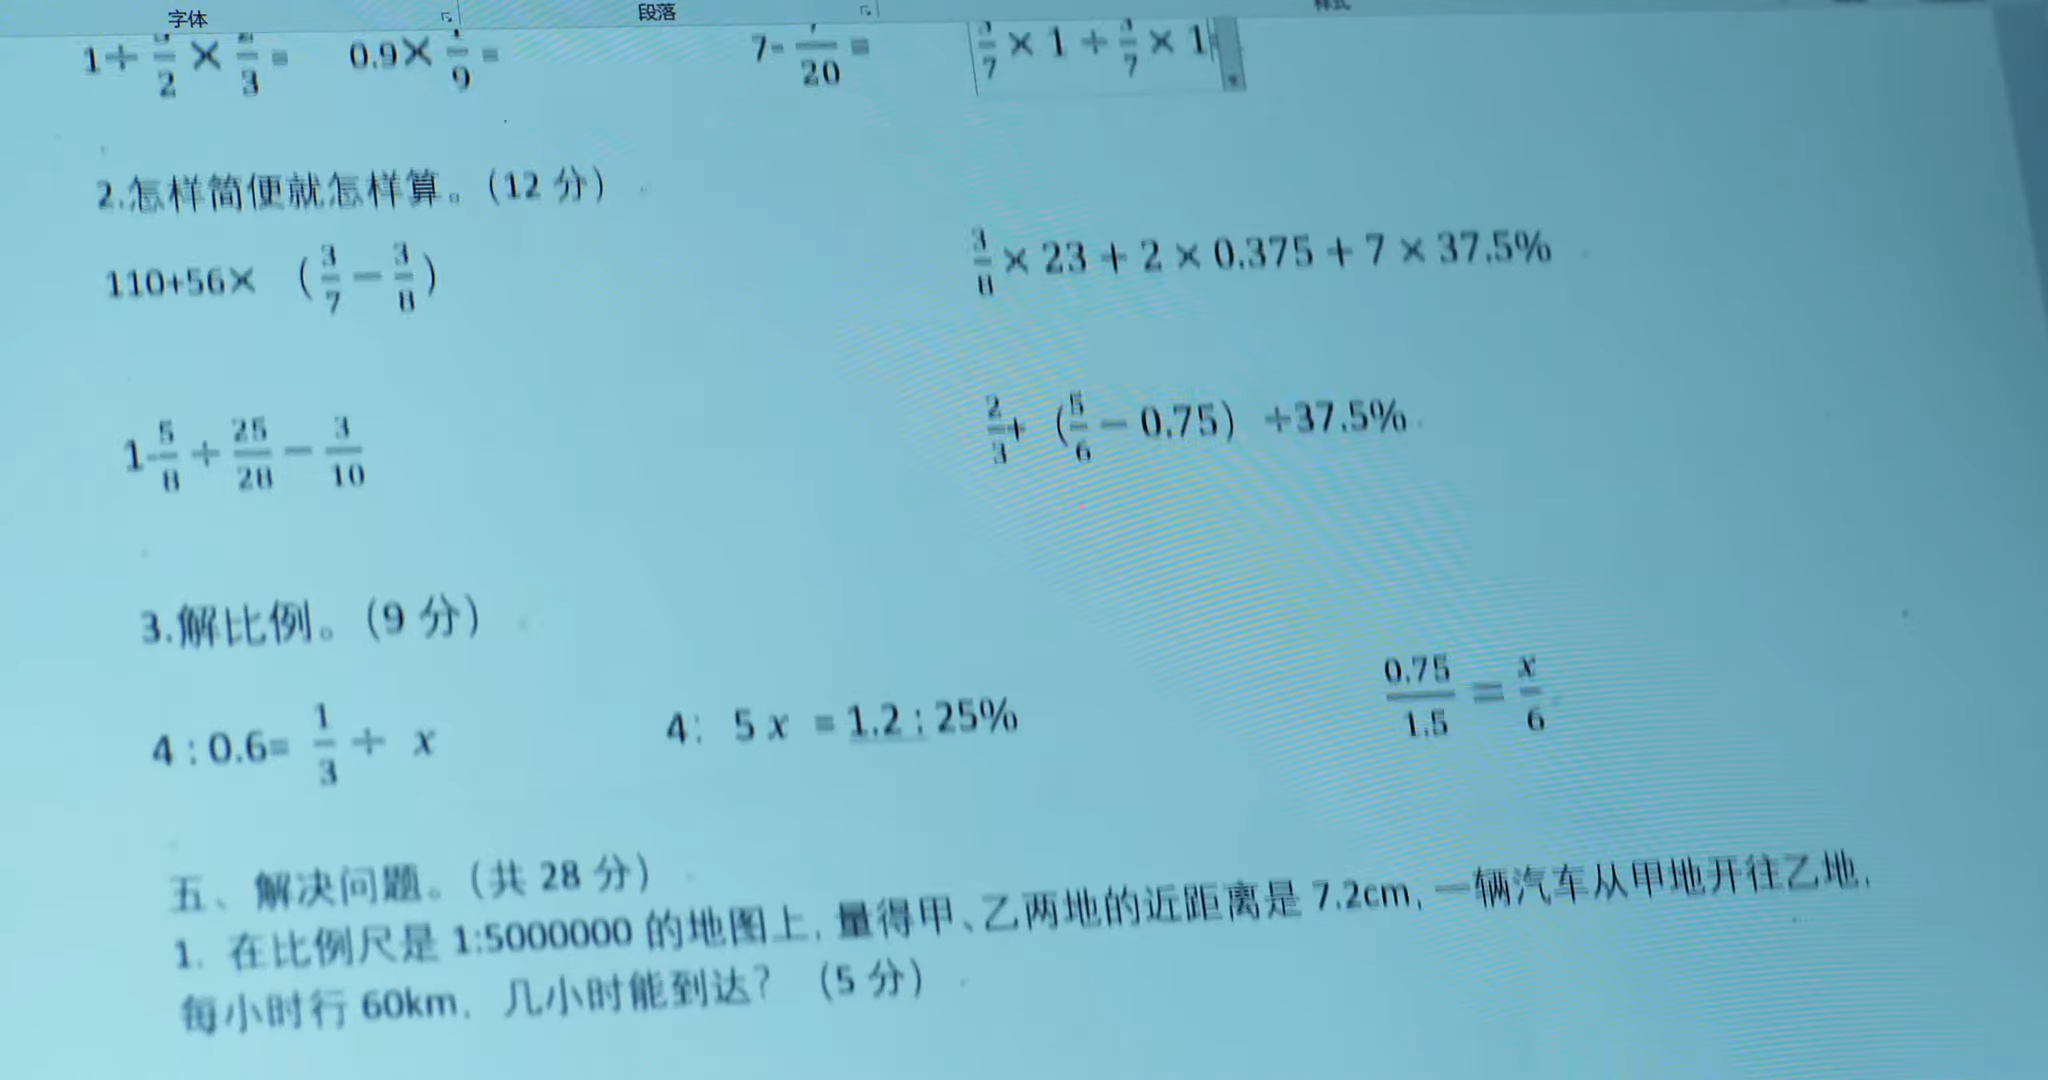 字体 段落
2 3 = 0.9× 9 = 7- 20 = 7 × 1 ÷ 7 × 1
2.怎样简便就怎样算。(12 分)
110+56× (3/7 − 3/8) 3/8 × 23 + 2 × 0.375 + 7 × 37.5%
1-5/8 ÷ 25/28 − 3/10 2/3+ (5/6 − 0.75) ÷37.5%
3.解比例。(9 分)
4 : 0.6= 1/3 ÷ x 4: 5 x = 1.2 : 25% 0.75/1.5 = x/6
五、解决问题。(共 28 分)
1. 在比例尺是 1:5000000 的地图上, 量得甲、乙两地的近距离是 7.2cm, 一辆汽车从甲地开往乙地,
每小时行 60km, 几小时能到达? (5 分)